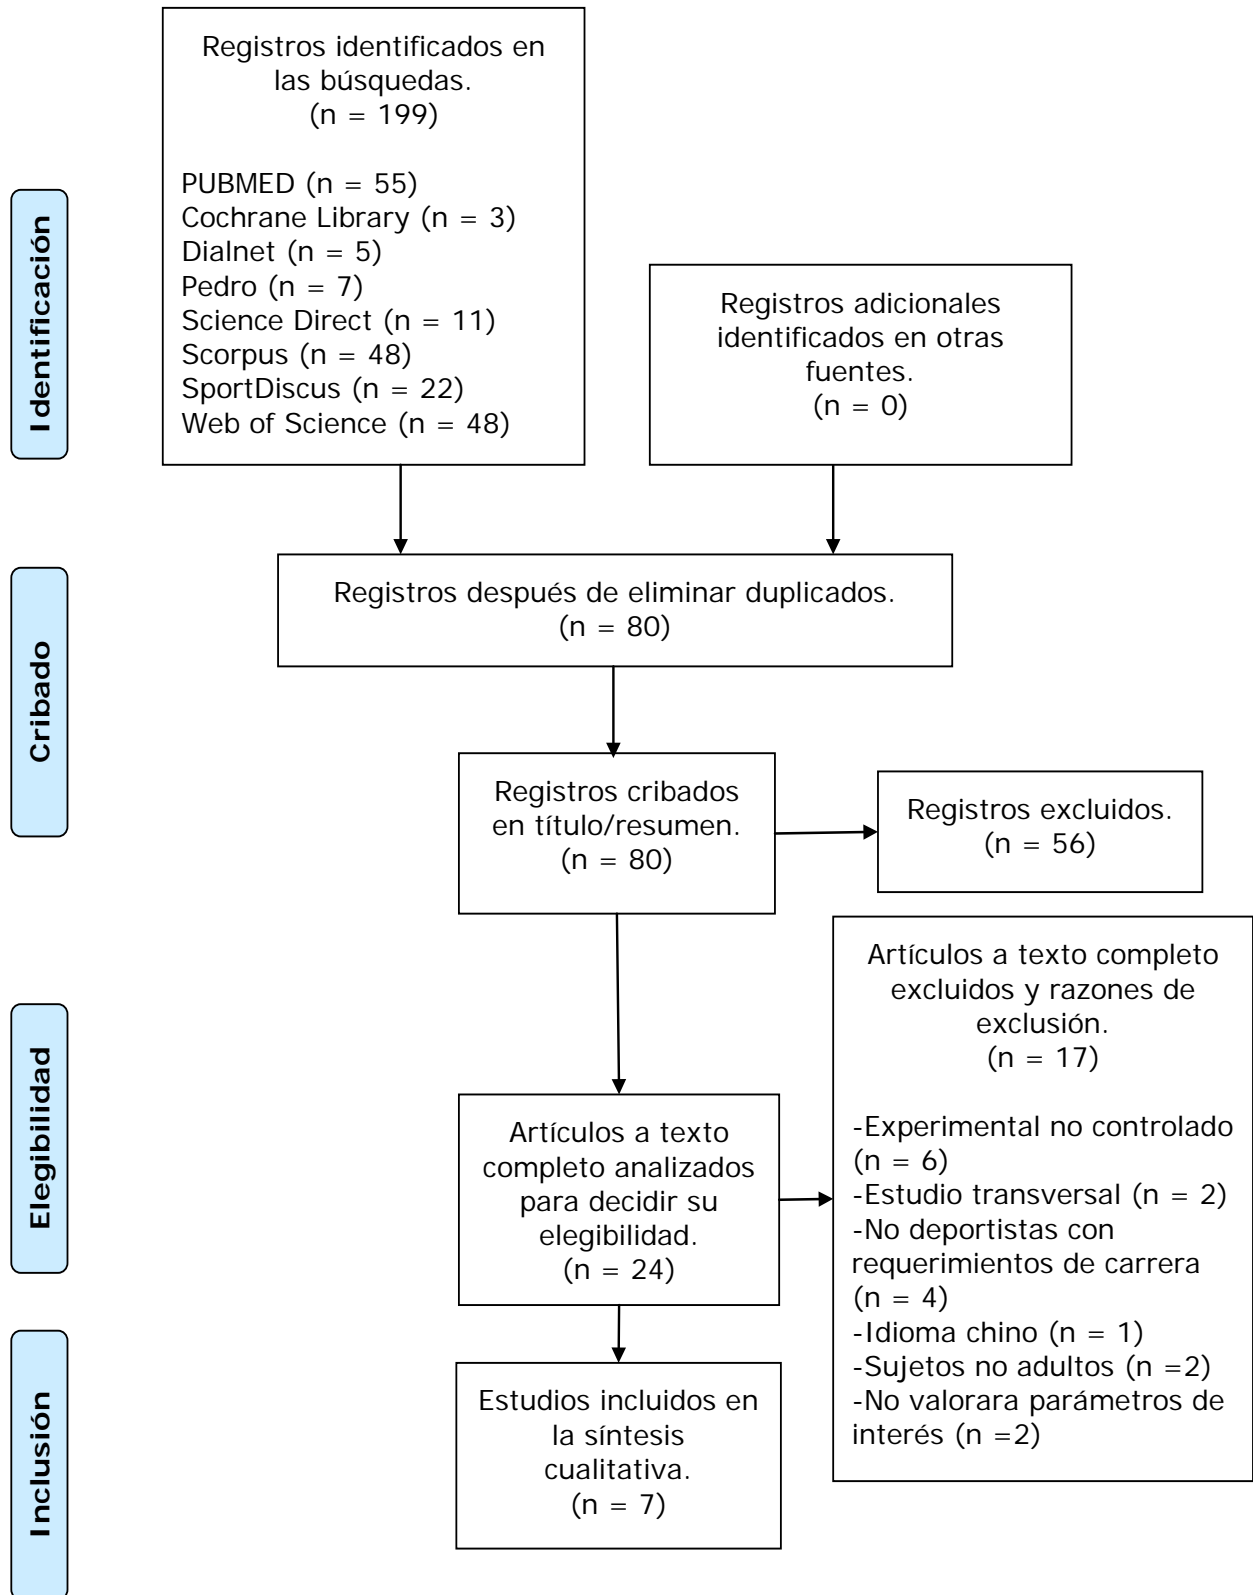 Registros identificados en
las búsquedas.
(n = 199)
PUBMED (n = 55)
Cochrane Library (n = 3)
Dialnet (n = 5)
Pedro (n = 7)
Science Direct (n = 11)
Scorpus (n = 48)
SportDiscus (n = 22)
Web of Science (n = 48)
Identificación
Registros adicionales
identificados en otras
fuentes.
(n = 0)
Registros después de eliminar duplicados.
(n = 80)
Cribado
Registros cribados
en título/resumen.
(n = 80)
Registros excluidos.
(n = 56)
Artículos a texto completo
excluidos y razones de
exclusión.
(n = 17)
-Experimental no controlado
(n = 6)
-Estudio transversal (n = 2)
-No deportistas con
requerimientos de carrera
(n = 4)
-Idioma chino (n = 1)
-Sujetos no adultos (n =2)
-No valorara parámetros de
interés (n =2)
Elegibilidad
Artículos a texto
completo analizados
para decidir su
elegibilidad.
(n = 24)
Inclusión
Estudios incluidos en
la síntesis
cualitativa.
(n = 7)